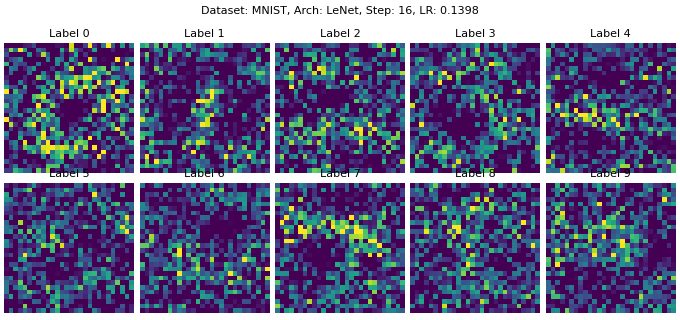 Dataset: MNIST, Arch: LeNet, Step: 16, LR: 0.1398
Label 0 Label 1 Label 2 Label 3 Label 4
Label 5 Label 6 Label 7 Label 8 Label 9